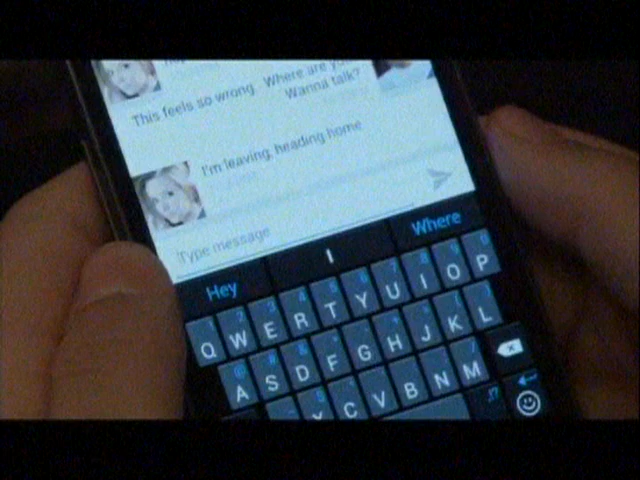 Where are you
Wanna talk?
This feels so wrong
I'm leaving, heading home
Type message
Hey I Where
Q W E R T Y U I O P
A S D F G H J K L
C V B N M